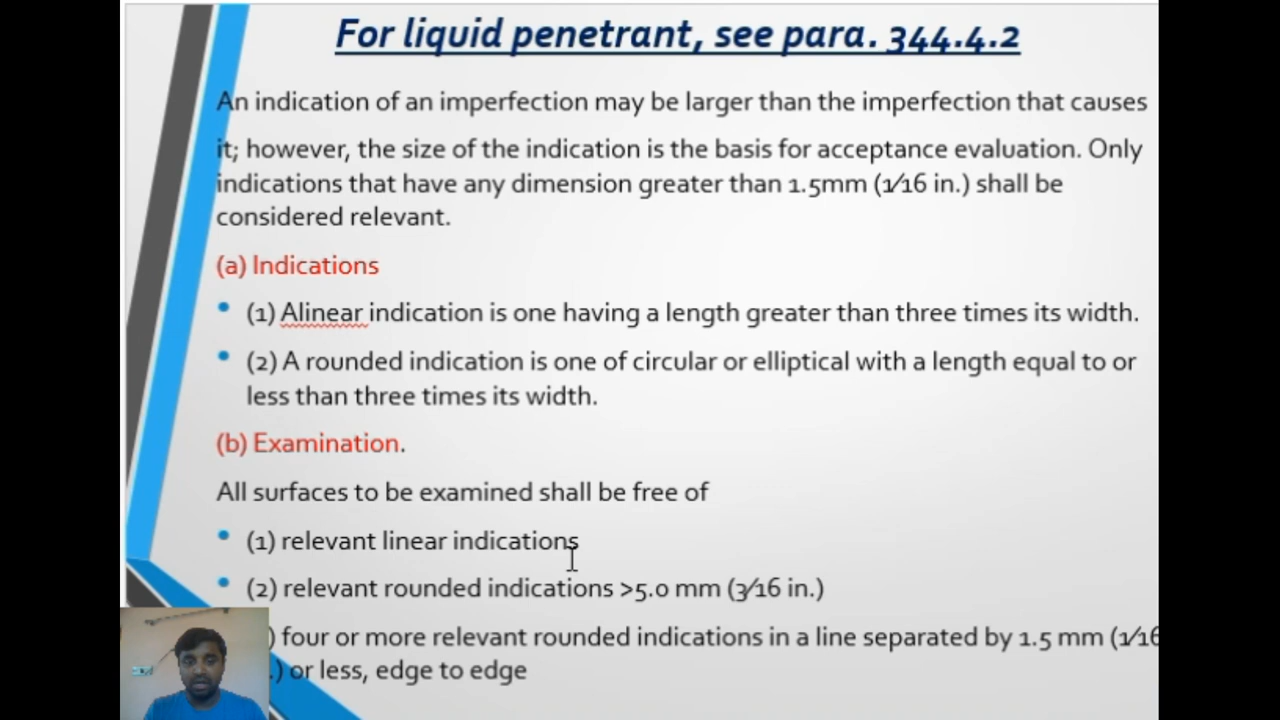 For liquid penetrant, see para. 344.4.2
An indication of an imperfection may be larger than the imperfection that causes
it; however, the size of the indication is the basis for acceptance evaluation. Only
indications that have any dimension greater than 1.5mm (1⁄16 in.) shall be
considered relevant.
(a) Indications
• (1) Alinear indication is one having a length greater than three times its width.
• (2) A rounded indication is one of circular or elliptical with a length equal to or
less than three times its width.
(b) Examination.
All surfaces to be examined shall be free of
• (1) relevant linear indications
• (2) relevant rounded indications >5.0 mm (3⁄16 in.)
) four or more relevant rounded indications in a line separated by 1.5 mm (1⁄16
.) or less, edge to edge